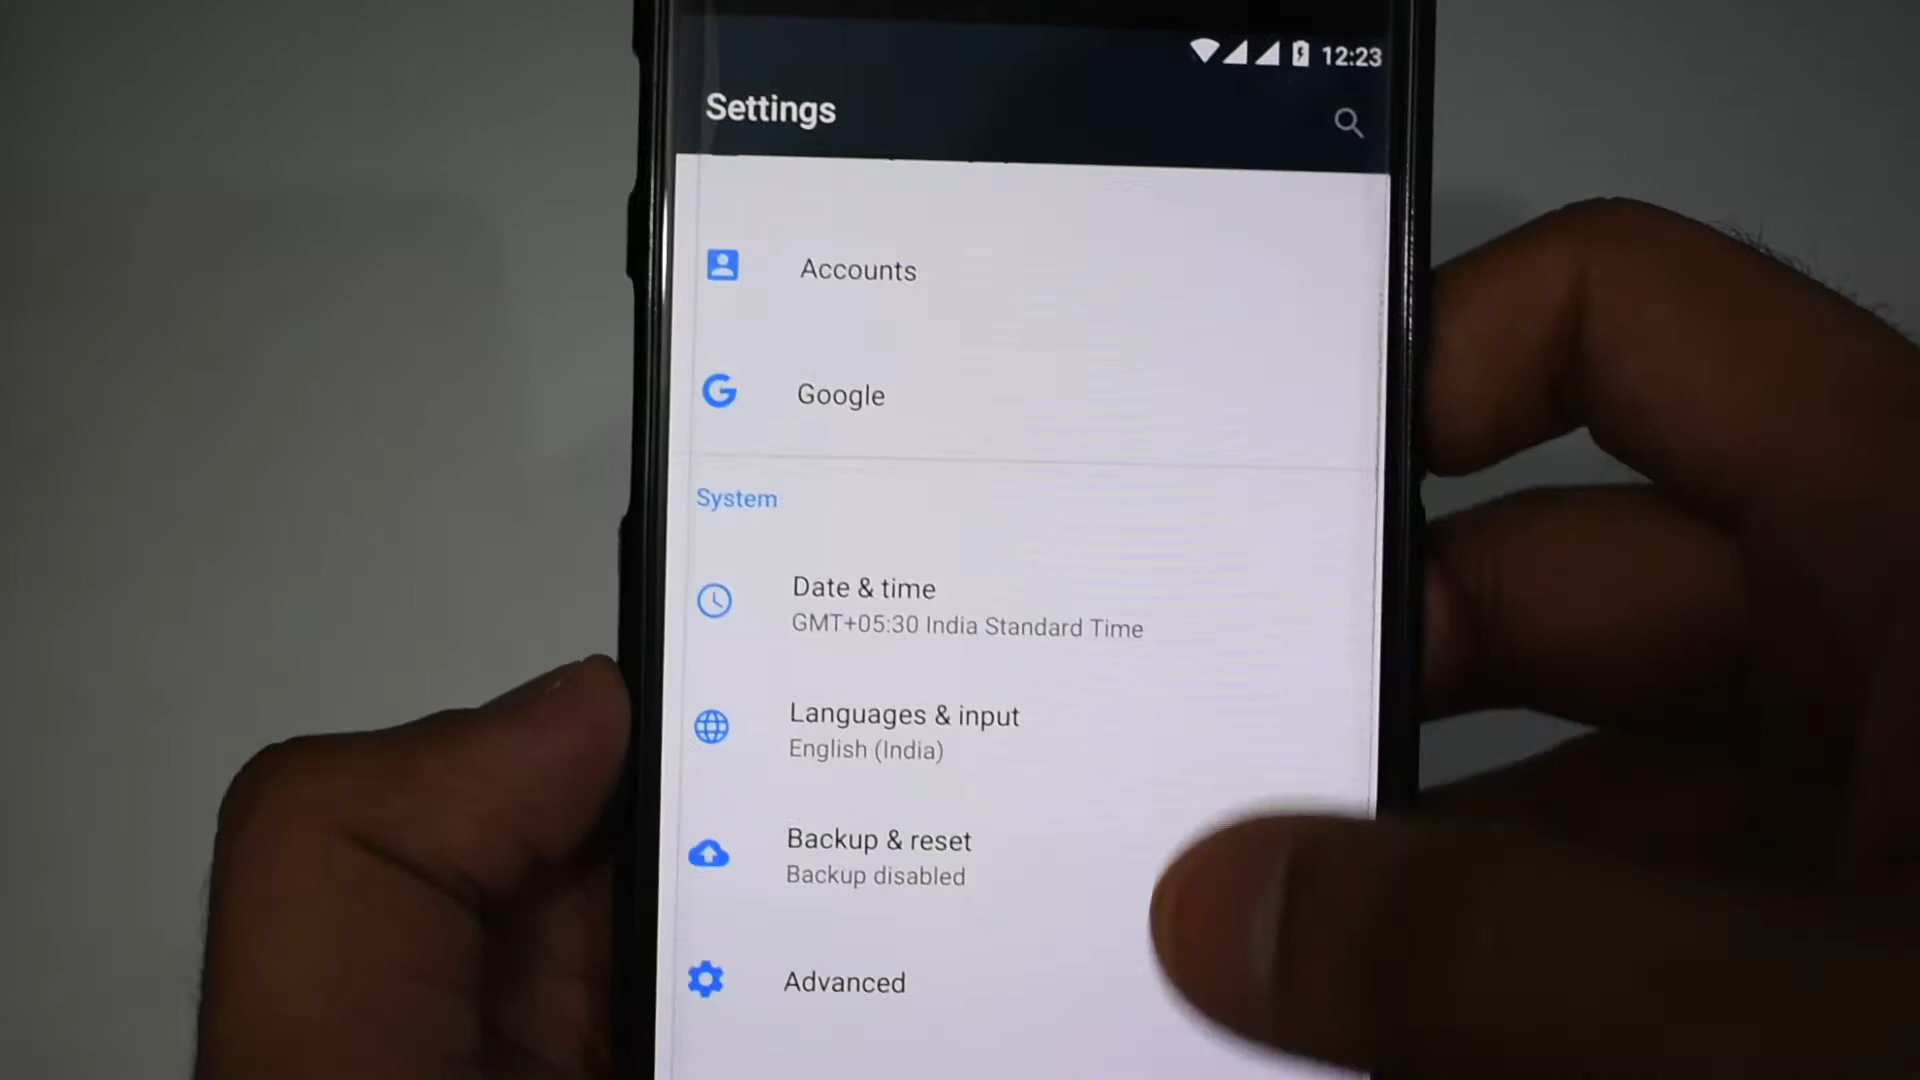 12:23
Settings
Accounts
Google
System
Date & time
GMT+05:30 India Standard Time
Languages & input
English (India)
Backup & reset
Backup disabled
Advanced